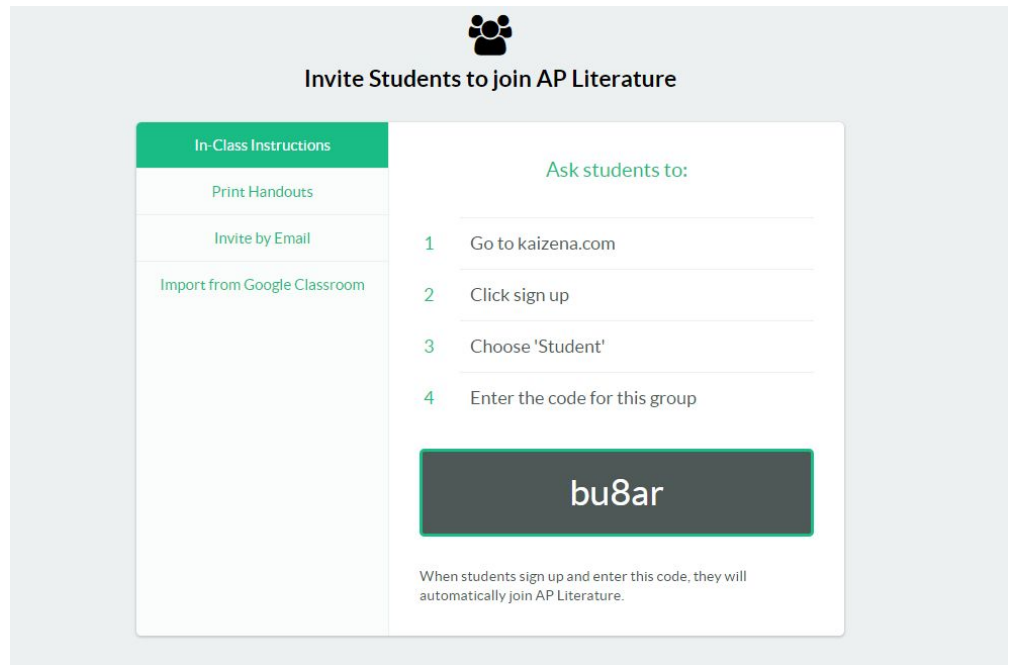 Invite Students to join AP Literature
In-Class Instructions
Print Handouts
Invite by Email
Import from Google Classroom
Ask students to:
1 Go to kaizena.com
2 Click sign up
3 Choose 'Student'
4 Enter the code for this group
bu8ar
When students sign up and enter this code, they will
automatically join AP Literature.